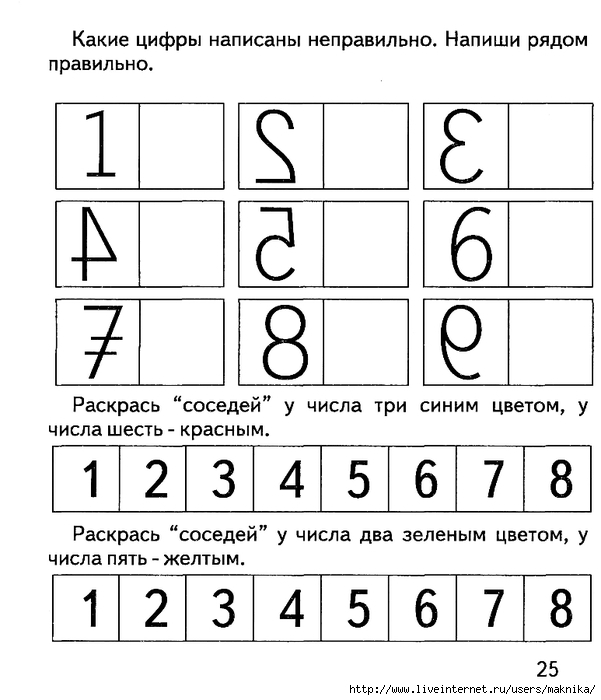 Какие цифры написаны неправильно. Напиши рядом
правильно.
1 2 3
4 5 6
7 8 9
Раскрась “соседей” у числа три синим цветом, у
числа шесть - красным.
1 2 3 4 5 6 7 8
Раскрась “соседей” у числа два зеленым цветом, у
числа пять - желтым.
1 2 3 4 5 6 7 8
25
http://www.liveinternet.ru/users/maknika/